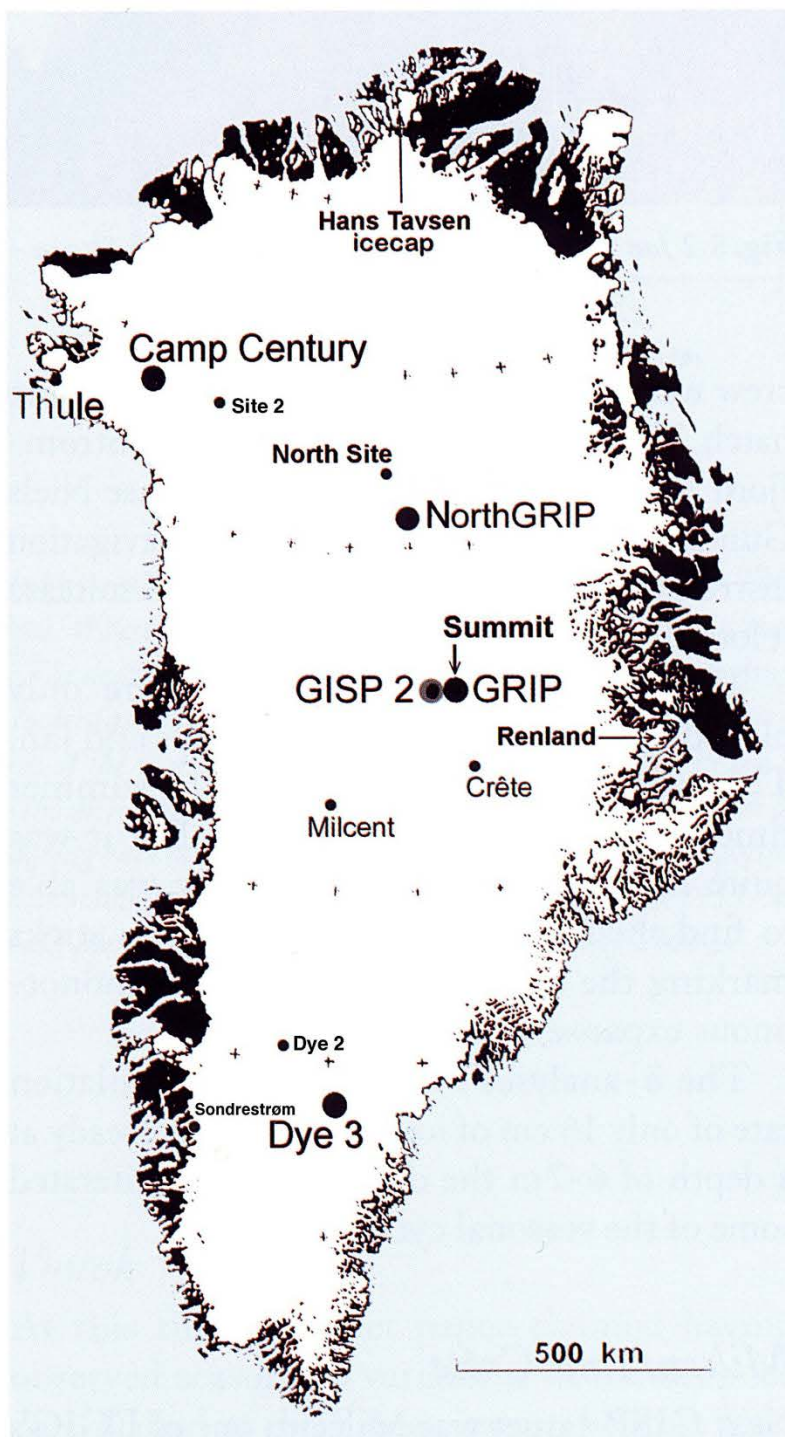 Hans Tavsen
icecap
Camp Century
Thule
Site 2
North Site
NorthGRIP
Summit
GISP 2
GRIP
Renland
Crête
Milcent
Dye 2
Sondrestrøm
Dye 3
500 km